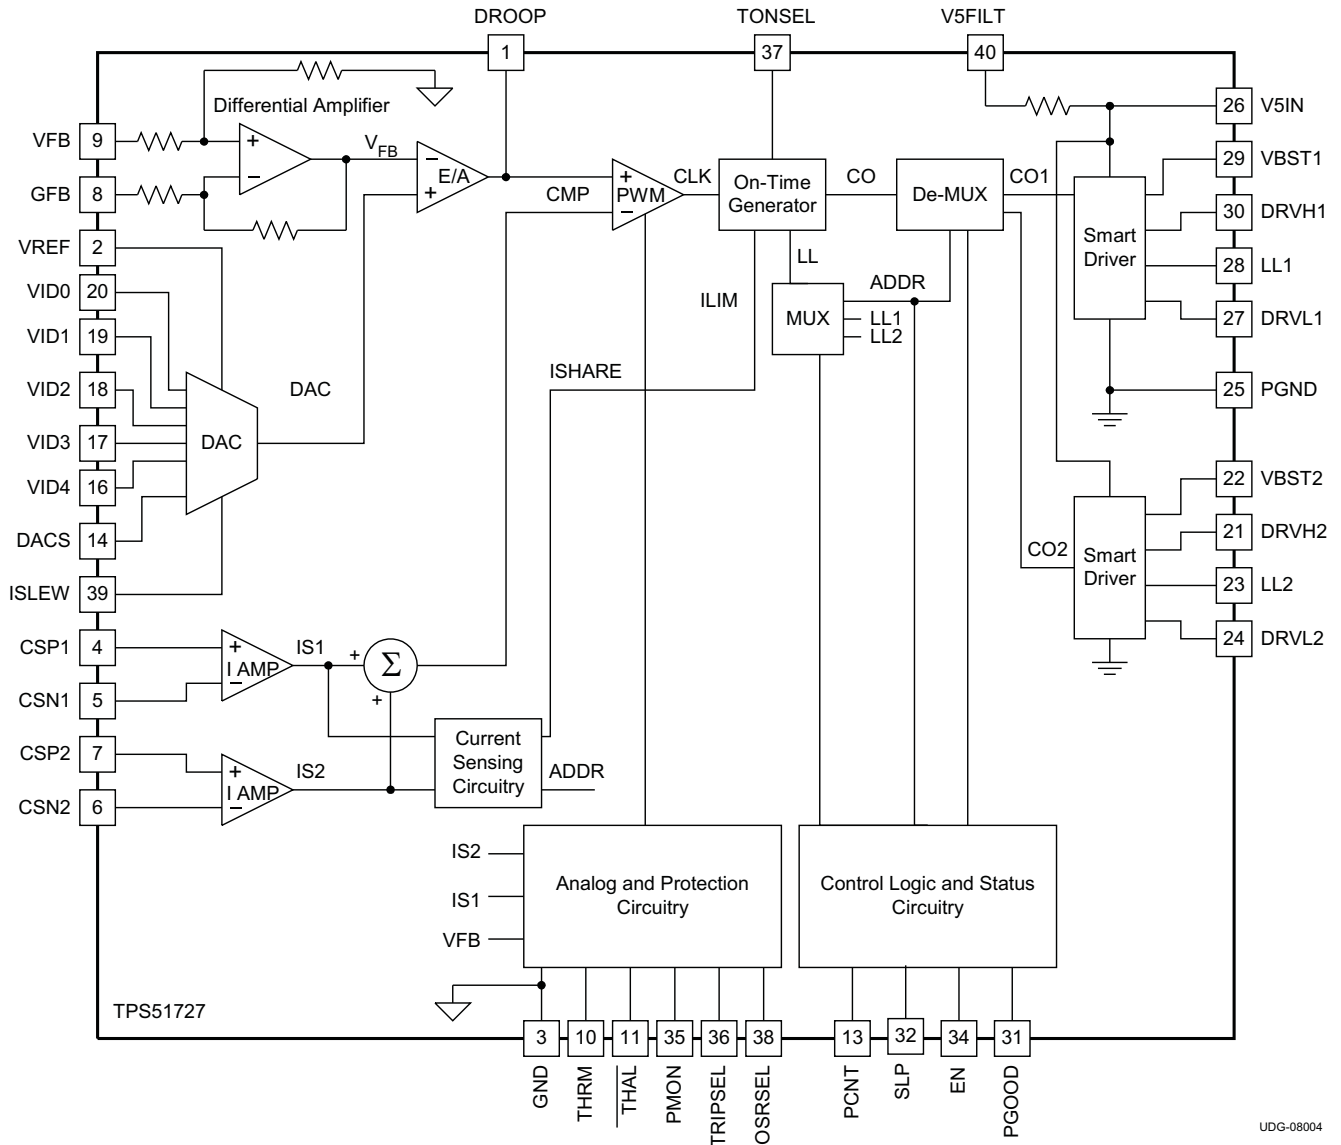 DROOP
TONSEL
V5FILT
1
37
40
Differential Amplifier
VFB 9
+
−
VFB
−
E/A
+
GFB 8
CMP
+
PWM
−
CLK
On-Time
Generator
CO
De-MUX
CO1
26 V5IN
29 VBST1
30 DRVH1
Smart
Driver
28 LL1
27 DRVL1
25 PGND
VREF 2
VID0 20
VID1 19
VID2 18
VID3 17
VID4 16
DACS 14
ISLEW 39
DAC
DAC
LL
ILIM
MUX
ADDR
LL1
LL2
ISHARE
22 VBST2
21 DRVH2
CO2
Smart
Driver
23 LL2
24 DRVL2
CSP1 4
CSN1 5
+
I AMP
−
IS1
+
Σ
+
CSP2 7
CSN2 6
+
I AMP
−
IS2
Current
Sensing
Circuitry
ADDR
IS2
IS1
VFB
Analog and Protection
Circuitry
Control Logic and Status
Circuitry
TPS51727
3
10
11
35
36
38
13
32
34
31
GND
THRM
THAL
PMON
TRIPSEL
OSRSEL
PCNT
SLP
EN
PGOOD
UDG-08004